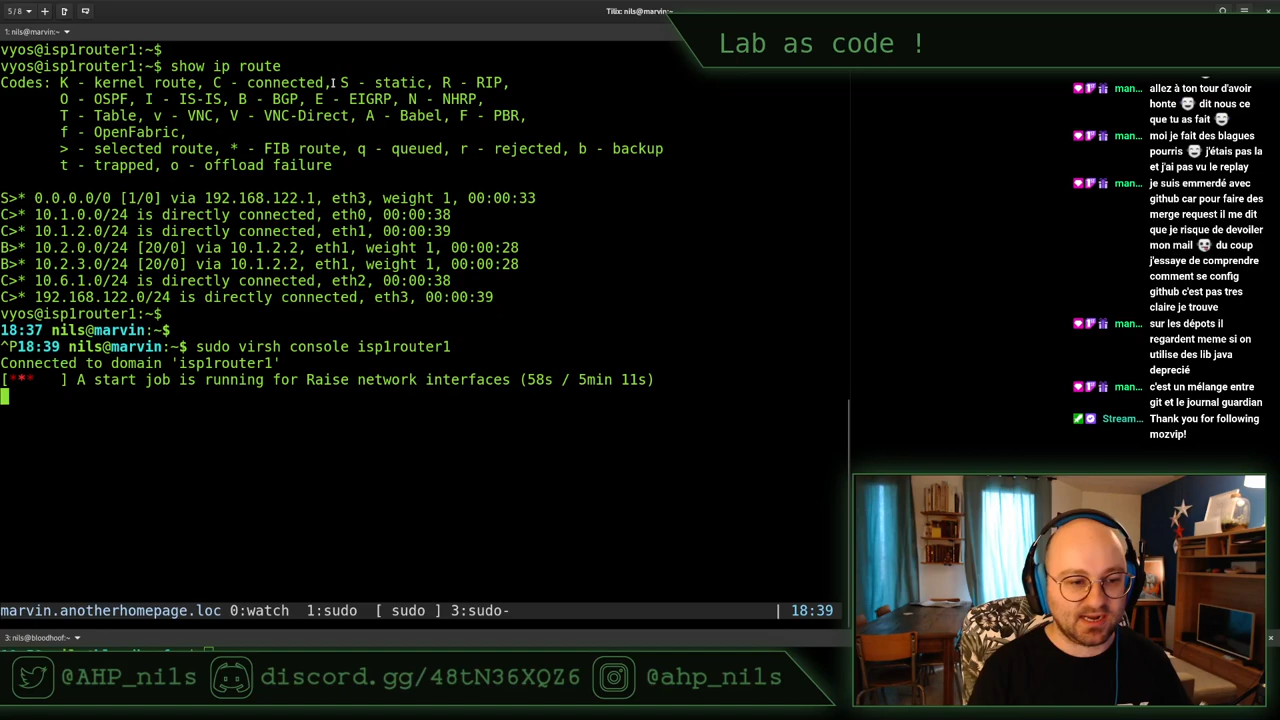 5/8
Tilix: nils@marvin:~
1: nils@marvin:~
Lab as code !
vyos@isp1router1:~$
vyos@isp1router1:~$ show ip route
Codes: K - kernel route, C - connected, S - static, R - RIP,
O - OSPF, I - IS-IS, B - BGP, E - EIGRP, N - NHRP,
T - Table, v - VNC, V - VNC-Direct, A - Babel, F - PBR,
f - OpenFabric,
> - selected route, * - FIB route, q - queued, r - rejected, b - backup
t - trapped, o - offload failure
S>* 0.0.0.0/0 [1/0] via 192.168.122.1, eth3, weight 1, 00:00:33
C>* 10.1.0.0/24 is directly connected, eth0, 00:00:38
C>* 10.1.2.0/24 is directly connected, eth1, 00:00:39
B>* 10.2.0.0/24 [20/0] via 10.1.2.2, eth1, weight 1, 00:00:28
B>* 10.2.3.0/24 [20/0] via 10.1.2.2, eth1, weight 1, 00:00:28
C>* 10.6.1.0/24 is directly connected, eth2, 00:00:38
C>* 192.168.122.0/24 is directly connected, eth3, 00:00:39
vyos@isp1router1:~$
18:37 nils@marvin:~$
^P18:39 nils@marvin:~$ sudo virsh console isp1router1
Connected to domain 'isp1router1'
[*** ] A start job is running for Raise network interfaces (58s / 5min 11s)
marvin.anotherhomepage.loc 0:watch 1:sudo [ sudo ] 3:sudo- | 18:39
3: nils@bloodhoof:~
allez à ton tour d'avoir
man... honte dit nous ce
que tu as fait
man... moi je fait des blagues
pourris j'étais pas la
et j'ai pas vu le replay
man... je suis emmerdé avec
github car pour faire des
merge request il me dit
que je risque de devoiler
mon mail du coup
j'essaye de comprendre
comment se config
github c'est pas tres
claire je trouve
man... sur les dépots il
regardent meme si on
utilise des lib java
deprecié
man... c'est un mélange entre
git et le journal guardian
Stream... Thank you for following
mozvip!
@AHP_nils discord.gg/48tN36XQZ6 @ahp_nils